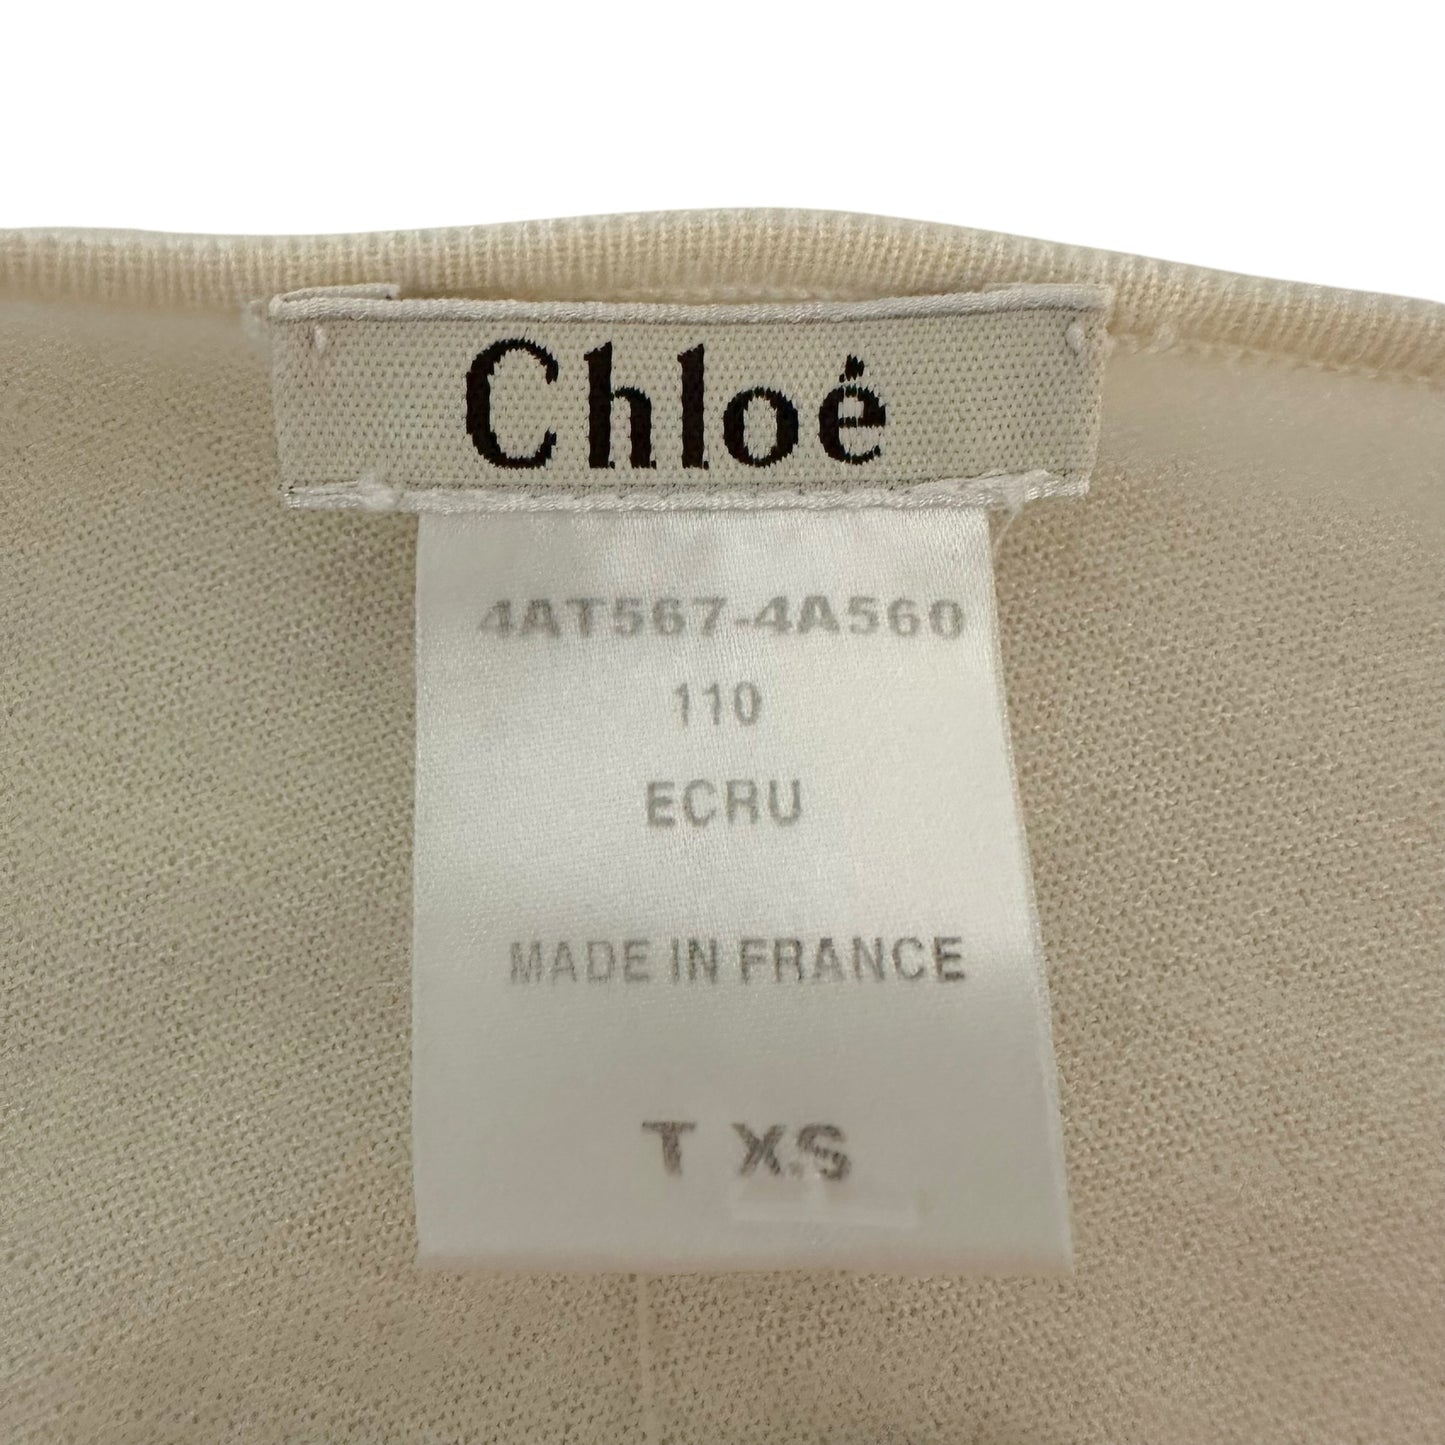 Chloé
4AT567-4A560
110
ECRU
MADE IN FRANCE
T XS